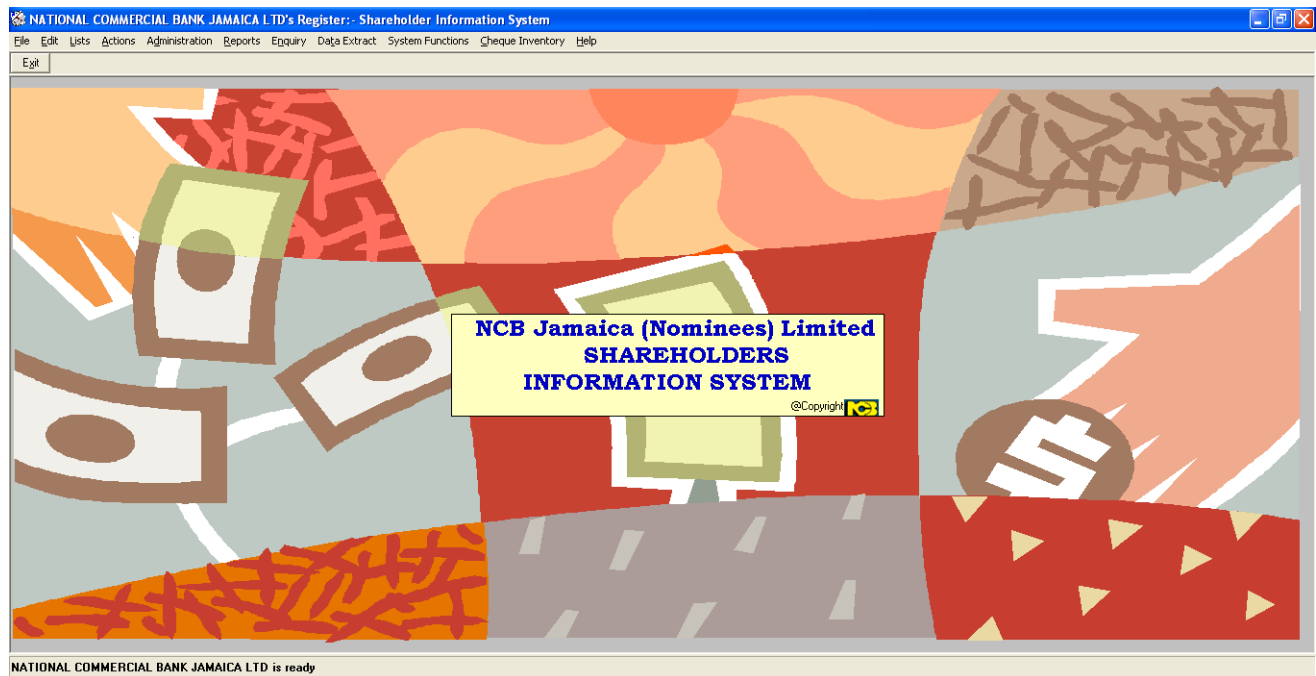 NATIONAL COMMERCIAL BANK JAMAICA LTD's Register:- Shareholder Information System
File Edit Lists Actions Administration Reports Enquiry Data Extract System Functions Cheque Inventory Help
Exit
NCB Jamaica (Nominees) Limited
SHAREHOLDERS
INFORMATION SYSTEM
@Copyright NCB
NATIONAL COMMERCIAL BANK JAMAICA LTD is ready